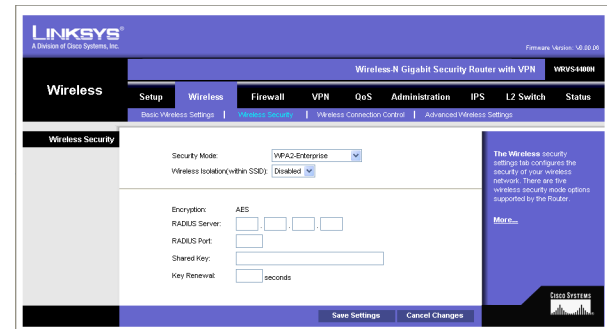 LINKSYS®
A Division of Cisco Systems, Inc.
Firmware Version: V0.00.06
Wireless-N Gigabit Security Router with VPN WRVS4400N
Wireless
Setup Wireless Firewall VPN QoS Administration IPS L2 Switch Status
Basic Wireless Settings | Wireless Security | Wireless Connection Control | Advanced Wireless Settings
Wireless Security
Security Mode: WPA2-Enterprise
Wireless Isolation(within SSID): Disabled
Encryption: AES
RADIUS Server: . . .
RADIUS Port:
Shared Key:
Key Renewal: seconds
The Wireless security
settings tab configures the
security of your wireless
network. There are five
wireless security mode options
supported by the Router.
More...
Save Settings Cancel Changes
CISCO SYSTEMS